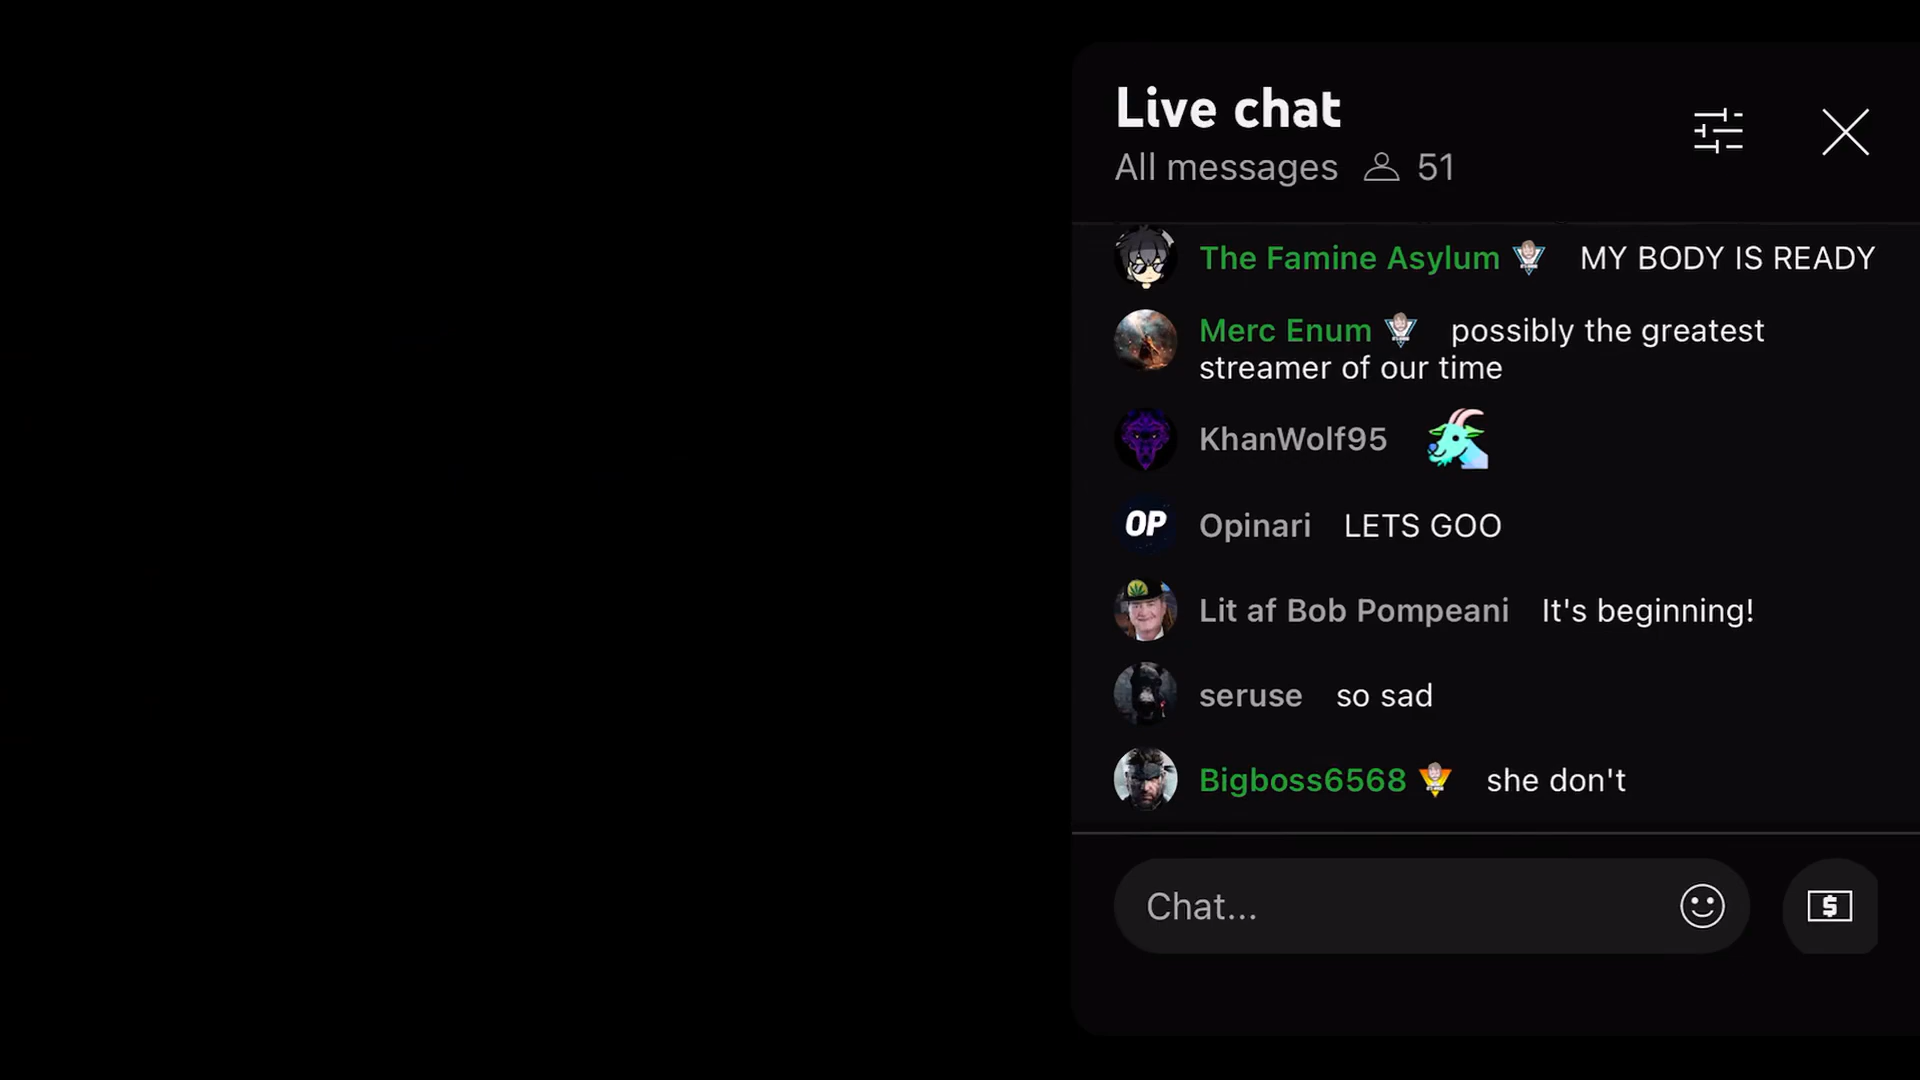 Live chat
All messages 51
The Famine Asylum MY BODY IS READY
Merc Enum possibly the greatest
streamer of our time
KhanWolf95
OP
Opinari LETS GOO
Lit af Bob Pompeani It's beginning!
seruse so sad
Bigboss6568 she don't
Chat...
$